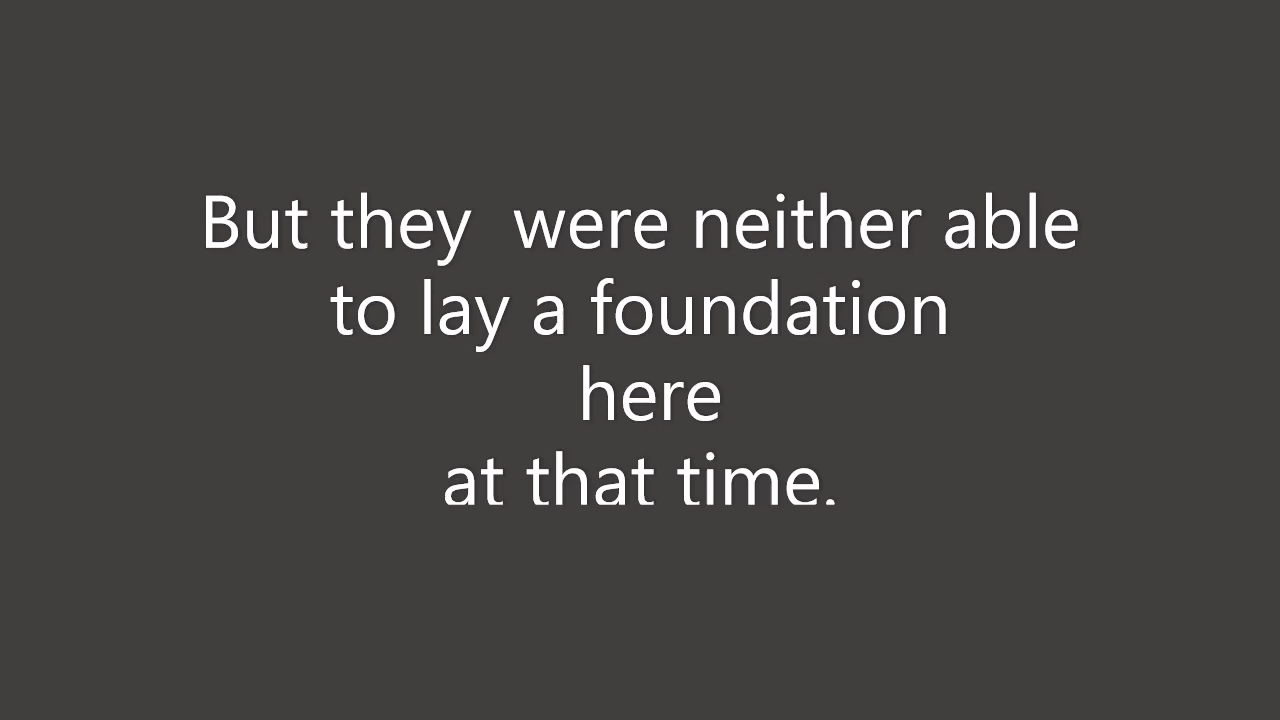 But they  were neither able
to lay a foundation
here
at that time.